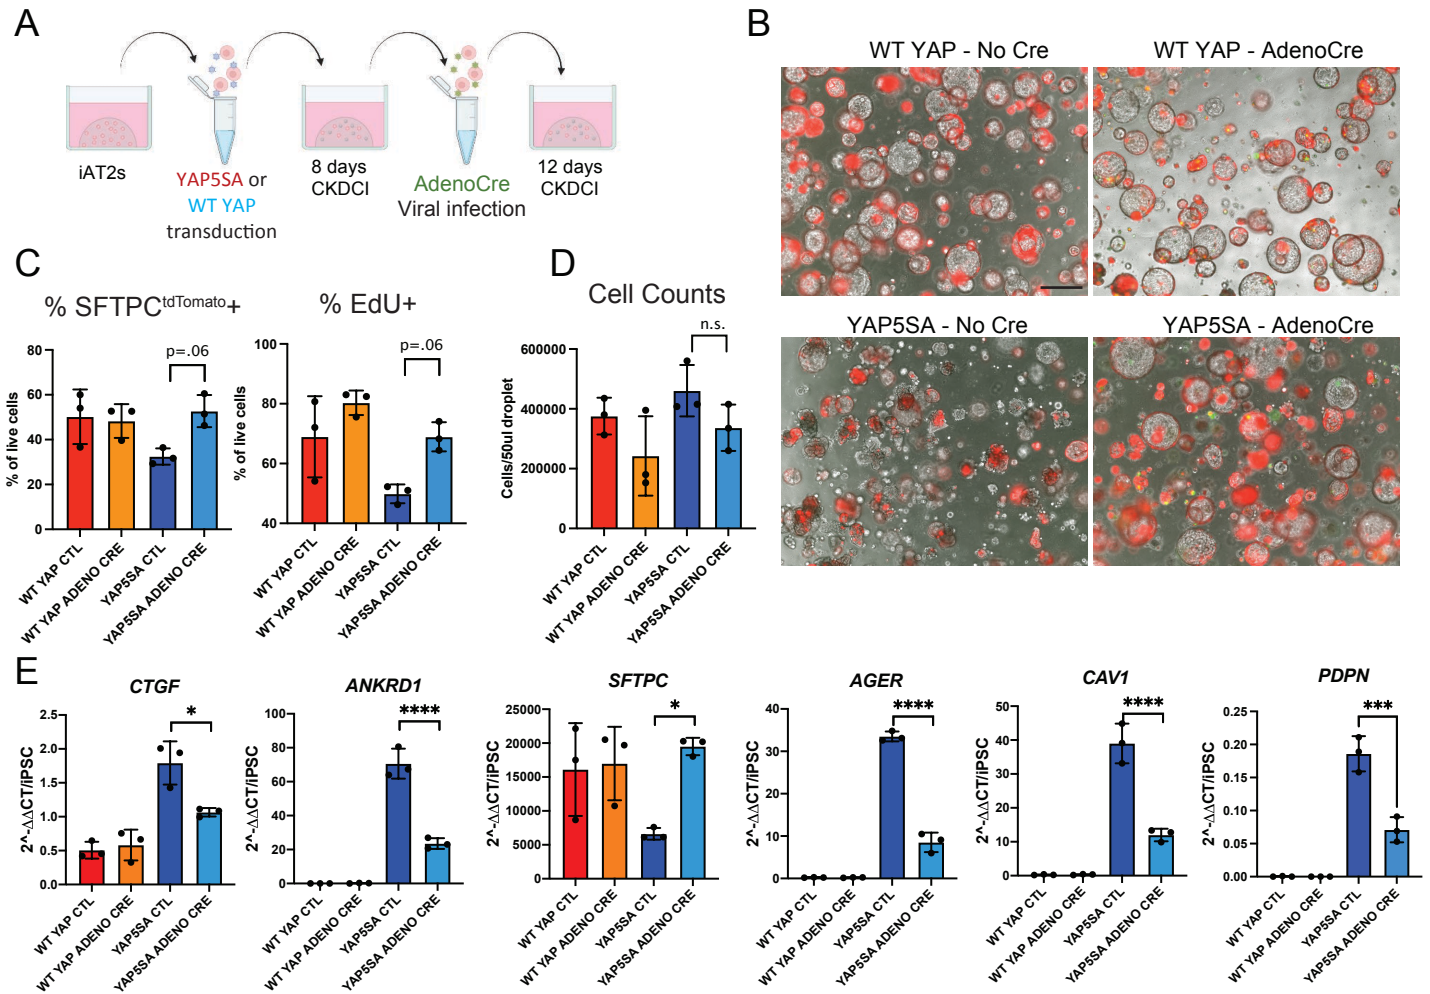 A
iAT2s
YAP5SA or
WT YAP
transduction
8 days
CKDCI
AdenoCre
Viral infection
12 days
CKDCI
B
WT YAP - No Cre
WT YAP - AdenoCre
YAP5SA - No Cre
YAP5SA - AdenoCre
C
% SFTPCtdTomato+
p=.06
% of live cells
80
60
40
20
0
WT YAP CTL
WT YAP ADENO CRE
YAP5SA CTL
YAP5SA ADENO CRE
% EdU+
p=.06
% of live cells
100
80
60
40
WT YAP CTL
WT YAP ADENO CRE
YAP5SA CTL
YAP5SA ADENO CRE
D
Cell Counts
n.s.
Cells/50ul droplet
600000
400000
200000
0
WT YAP CTL
WT YAP ADENO CRE
YAP5SA CTL
YAP5SA ADENO CRE
E
CTGF
*
2^-ΔΔCT/iPSC
2.5
2.0
1.5
1.0
0.5
0.0
WT YAP CTL
WT YAP ADENO CRE
YAP5SA CTL
YAP5SA ADENO CRE
ANKRD1
****
2^-ΔΔCT/iPSC
100
80
60
40
20
0
WT YAP CTL
WT YAP ADENO CRE
YAP5SA CTL
YAP5SA ADENO CRE
SFTPC
*
2^-ΔΔCT/iPSC
25000
20000
15000
10000
5000
0
WT YAP CTL
WT YAP ADENO CRE
YAP5SA CTL
YAP5SA ADENO CRE
AGER
****
2^-ΔΔCT/iPSC
40
30
20
10
0
WT YAP CTL
WT YAP ADENO CRE
YAP5SA CTL
YAP5SA ADENO CRE
CAV1
****
2^-ΔΔCT/iPSC
50
40
30
20
10
0
WT YAP CTL
WT YAP ADENO CRE
YAP5SA CTL
YAP5SA ADENO CRE
PDPN
***
2^-ΔΔCT/iPSC
0.25
0.20
0.15
0.10
0.05
0.00
WT YAP CTL
WT YAP ADENO CRE
YAP5SA CTL
YAP5SA ADENO CRE